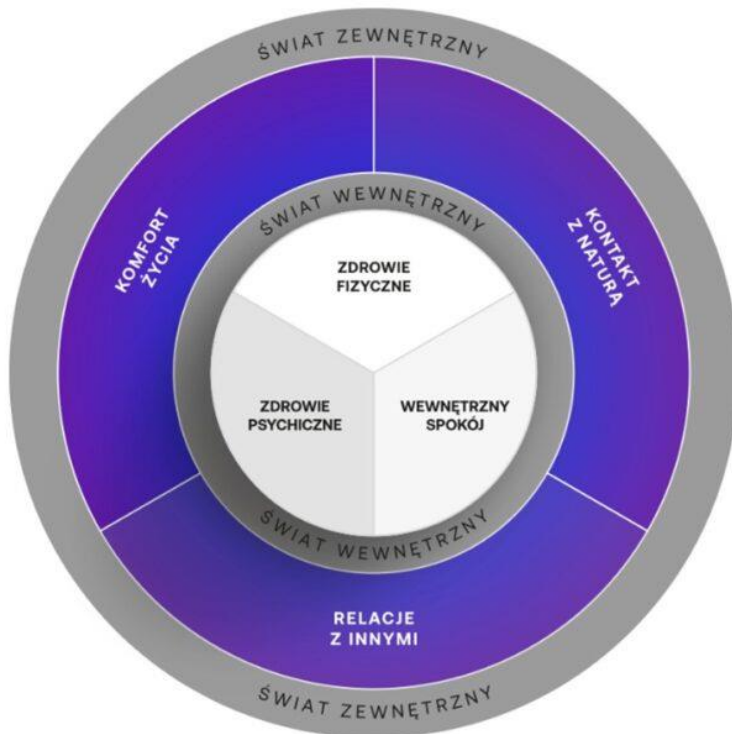 ŚWIAT ZEWNĘTRZNY
KOMFORT
ŻYCIA
KONTAKT
Z NATURĄ
ŚWIAT WEWNĘTRZNY
ZDROWIE
FIZYCZNE
ZDROWIE
PSYCHICZNE
WEWNĘTRZNY
SPOKÓJ
ŚWIAT WEWNĘTRZNY
RELACJE
Z INNYMI
ŚWIAT ZEWNĘTRZNY